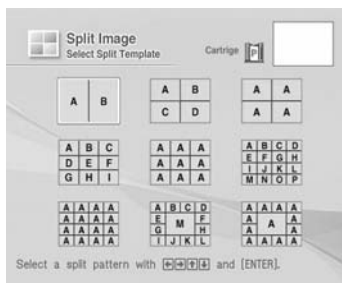 Split Image
Select Split Template
Cartrige P
A B
A B
C D
A A
A A
A B C
D E F
G H I
A A A
A A A
A A A
A B C D
E F G H
I J K L
M N O P
A A A A
A A A A
A A A A
A A A A
A B C D
E M F
G H
I J K L
A A A A
A A A
A A
A A A A
Select a split pattern with ←→↑↓ and [ENTER].